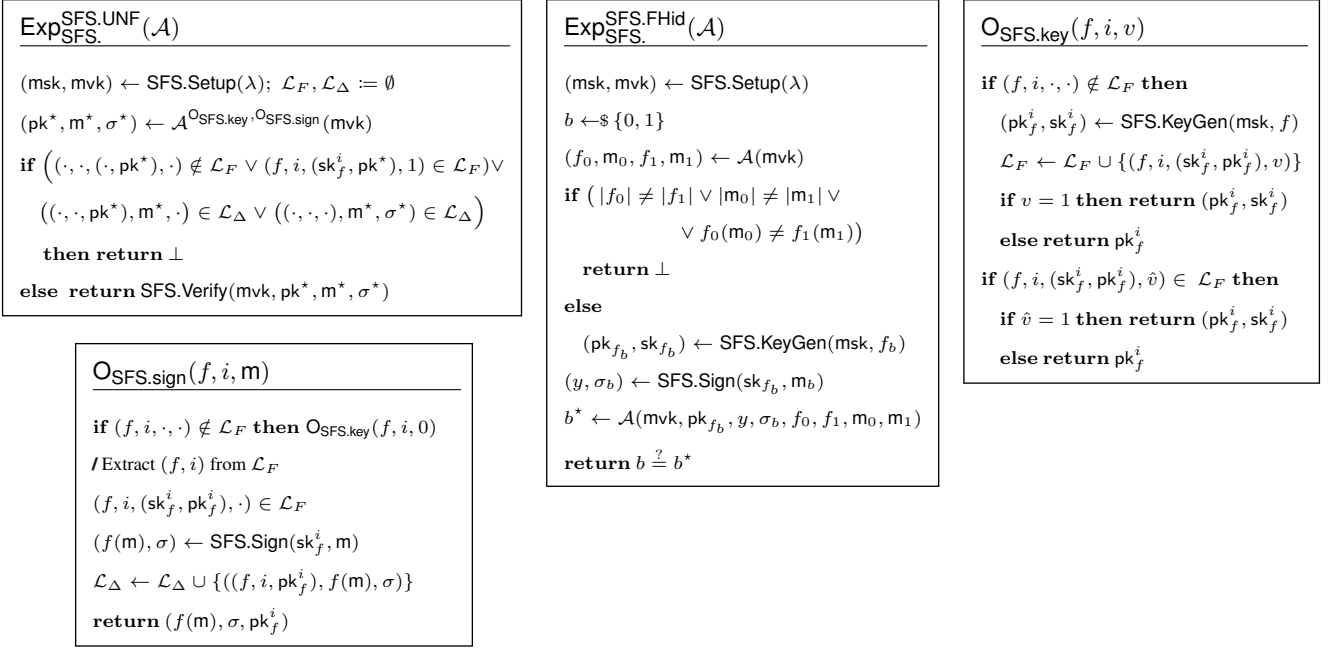 Exp^{SFS.UNF}_{SFS.}(𝒜)
(msk, mvk) ← SFS.Setup(λ); ℒ_F, ℒ_Δ := ∅
(pk^⋆, m^⋆, σ^⋆) ← 𝒜^{O_{SFS.key}, O_{SFS.sign}}(mvk)
if ((·, ·, (·, pk^⋆), ·) ∉ ℒ_F ∨ (f, i, (sk^i_f, pk^⋆), 1) ∈ ℒ_F)∨
((·, ·, pk^⋆), m^⋆, ·) ∈ ℒ_Δ ∨ ((·, ·, ·), m^⋆, σ^⋆) ∈ ℒ_Δ)
then return ⊥
else return SFS.Verify(mvk, pk^⋆, m^⋆, σ^⋆)
O_{SFS.sign}(f, i, m)
if (f, i, ·, ·) ∉ ℒ_F then O_{SFS.key}(f, i, 0)
/ Extract (f, i) from ℒ_F
(f, i, (sk^i_f, pk^i_f), ·) ∈ ℒ_F
(f(m), σ) ← SFS.Sign(sk^i_f, m)
ℒ_Δ ← ℒ_Δ ∪ {((f, i, pk^i_f), f(m), σ)}
return (f(m), σ, pk^i_f)
Exp^{SFS.FHid}_{SFS.}(𝒜)
(msk, mvk) ← SFS.Setup(λ)
b ←$ {0, 1}
(f_0, m_0, f_1, m_1) ← 𝒜(mvk)
if ( |f_0| ≠ |f_1| ∨ |m_0| ≠ |m_1| ∨
∨ f_0(m_0) ≠ f_1(m_1))
return ⊥
else
(pk_{f_b}, sk_{f_b}) ← SFS.KeyGen(msk, f_b)
(y, σ_b) ← SFS.Sign(sk_{f_b}, m_b)
b^⋆ ← 𝒜(mvk, pk_{f_b}, y, σ_b, f_0, f_1, m_0, m_1)
return b ≟ b^⋆
O_{SFS.key}(f, i, v)
if (f, i, ·, ·) ∉ ℒ_F then
(pk^i_f, sk^i_f) ← SFS.KeyGen(msk, f)
ℒ_F ← ℒ_F ∪ {(f, i, (sk^i_f, pk^i_f), v)}
if v = 1 then return (pk^i_f, sk^i_f)
else return pk^i_f
if (f, i, (sk^i_f, pk^i_f), v̂) ∈ ℒ_F then
if v̂ = 1 then return (pk^i_f, sk^i_f)
else return pk^i_f